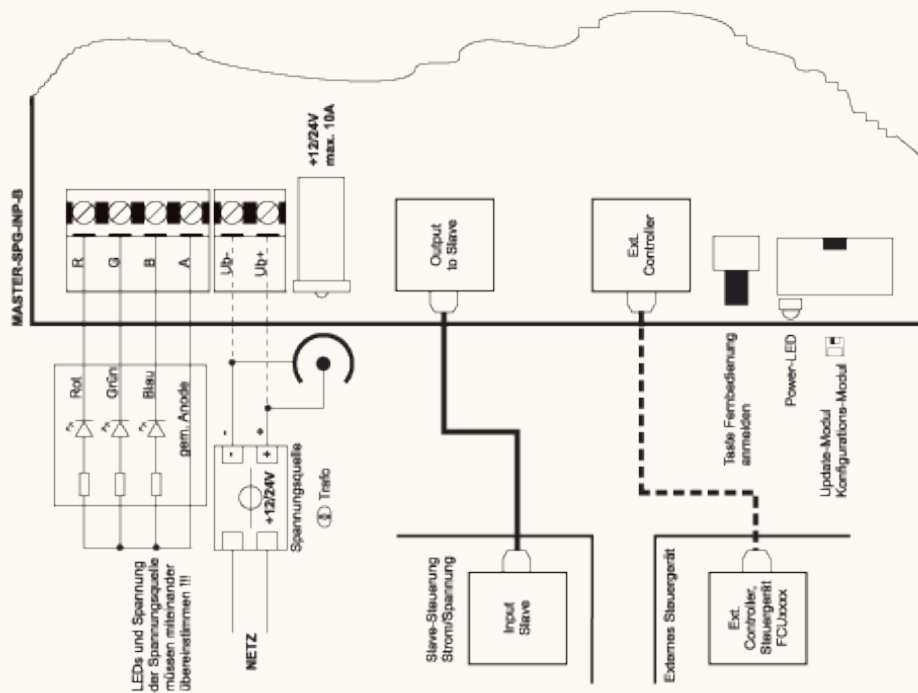 MASTER-SPG-INP-B
LEDs und Spannung
der Spannungsquelle
müssen miteinander
übereinstimmen !!!
Rot
Grün
Blau
gem. Anode
R
G
B
A
Ub-
Ub+
+12/24V
max. 10A
NETZ
-
+
-
+
+12/24V
Spannungsquelle
Trafo
Output
to Slave
Slave-Steuerung
Strom/Spannung
Input
Slave
Ext.
Controller
Externes Steuergerät
Ext.
Controller,
Steuergerät
FCUxxxx
Taste Fernbedienung
anmelden
Power-LED
Update-Modul
Konfigurations-Modul